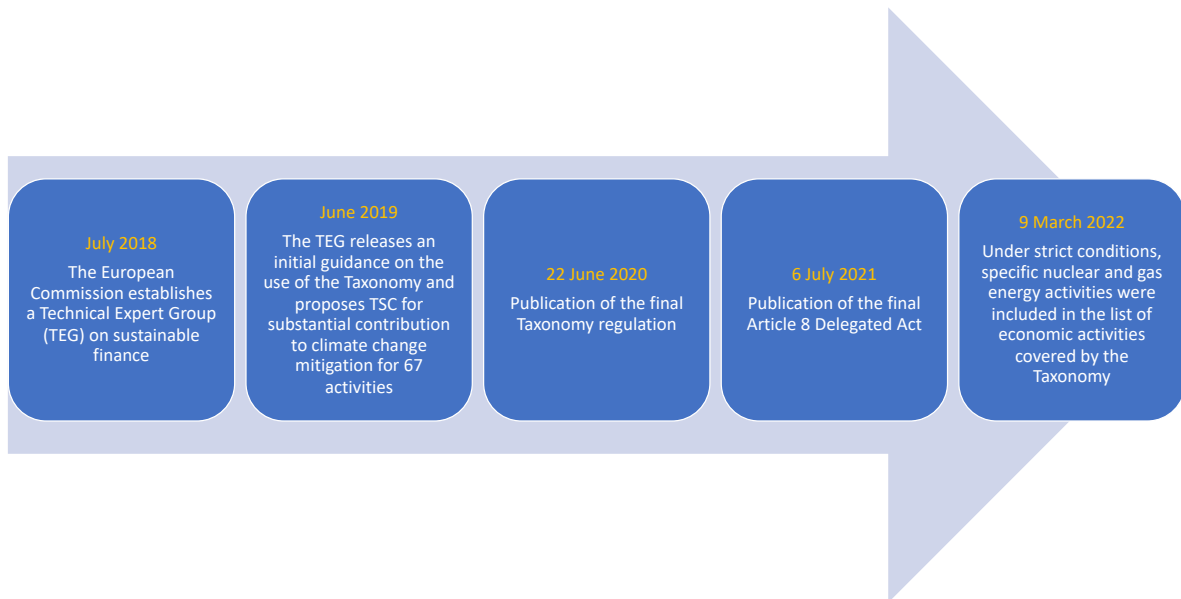 July 2018
The European
Commission establishes
a Technical Expert Group
(TEG) on sustainable
finance
June 2019
The TEG releases an
initial guidance on the
use of the Taxonomy and
proposes TSC for
substantial contribution
to climate change
mitigation for 67
activities
22 June 2020
Publication of the final
Taxonomy regulation
6 July 2021
Publication of the final
Article 8 Delegated Act
9 March 2022
Under strict conditions,
specific nuclear and gas
energy activities were
included in the list of
economic activities
covered by the
Taxonomy